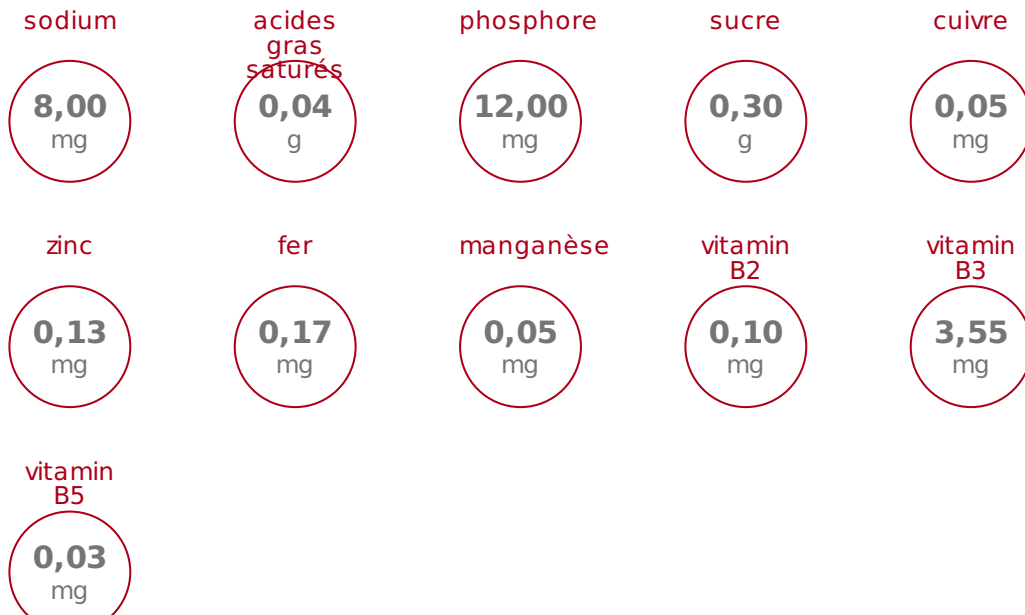 sodium
8,00
mg
acides
gras
saturés
0,04
g
phosphore
12,00
mg
sucre
0,30
g
cuivre
0,05
mg
zinc
0,13
mg
fer
0,17
mg
manganèse
0,05
mg
vitamin
B2
0,10
mg
vitamin
B3
3,55
mg
vitamin
B5
0,03
mg